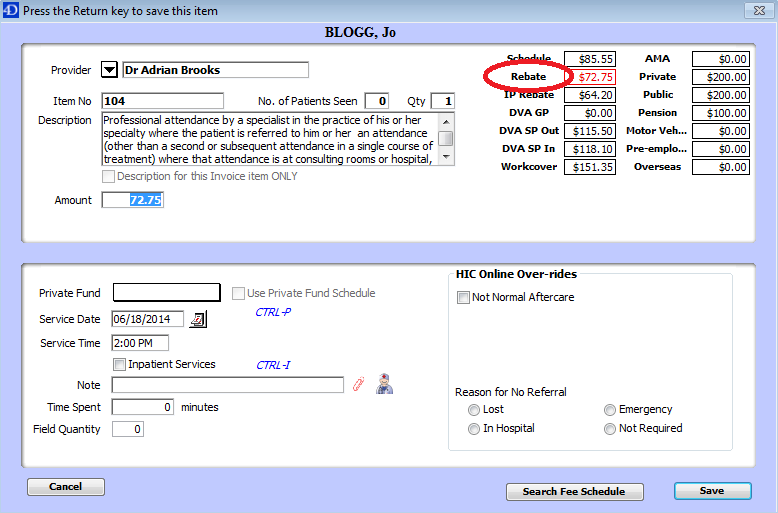 4D Press the Return key to save this item
BLOGG, Jo
Provider Dr Adrian Brooks
Item No 104 No. of Patients Seen 0 Qty 1
Description Professional attendance by a specialist in the practice of his or her
specialty where the patient is referred to him or her an attendance
(other than a second or subsequent attendance in a single course of
treatment) where that attendance is at consulting rooms or hospital,
Description for this Invoice item ONLY
Amount 72.75
Schedule $85.55 AMA $0.00
Rebate $72.75 Private $200.00
IP Rebate $64.20 Public $200.00
DVA GP $0.00 Pension $100.00
DVA SP Out $115.50 Motor Veh... $0.00
DVA SP In $118.10 Pre-emplo... $0.00
Workcover $151.35 Overseas $0.00
Private Fund Use Private Fund Schedule
Service Date 06/18/2014 CTRL-P
Service Time 2:00 PM
Inpatient Services CTRL-I
Note
Time Spent 0 minutes
Field Quantity 0
HIC Online Over-rides
Not Normal Aftercare
Reason for No Referral
Lost Emergency
In Hospital Not Required
Cancel Search Fee Schedule Save